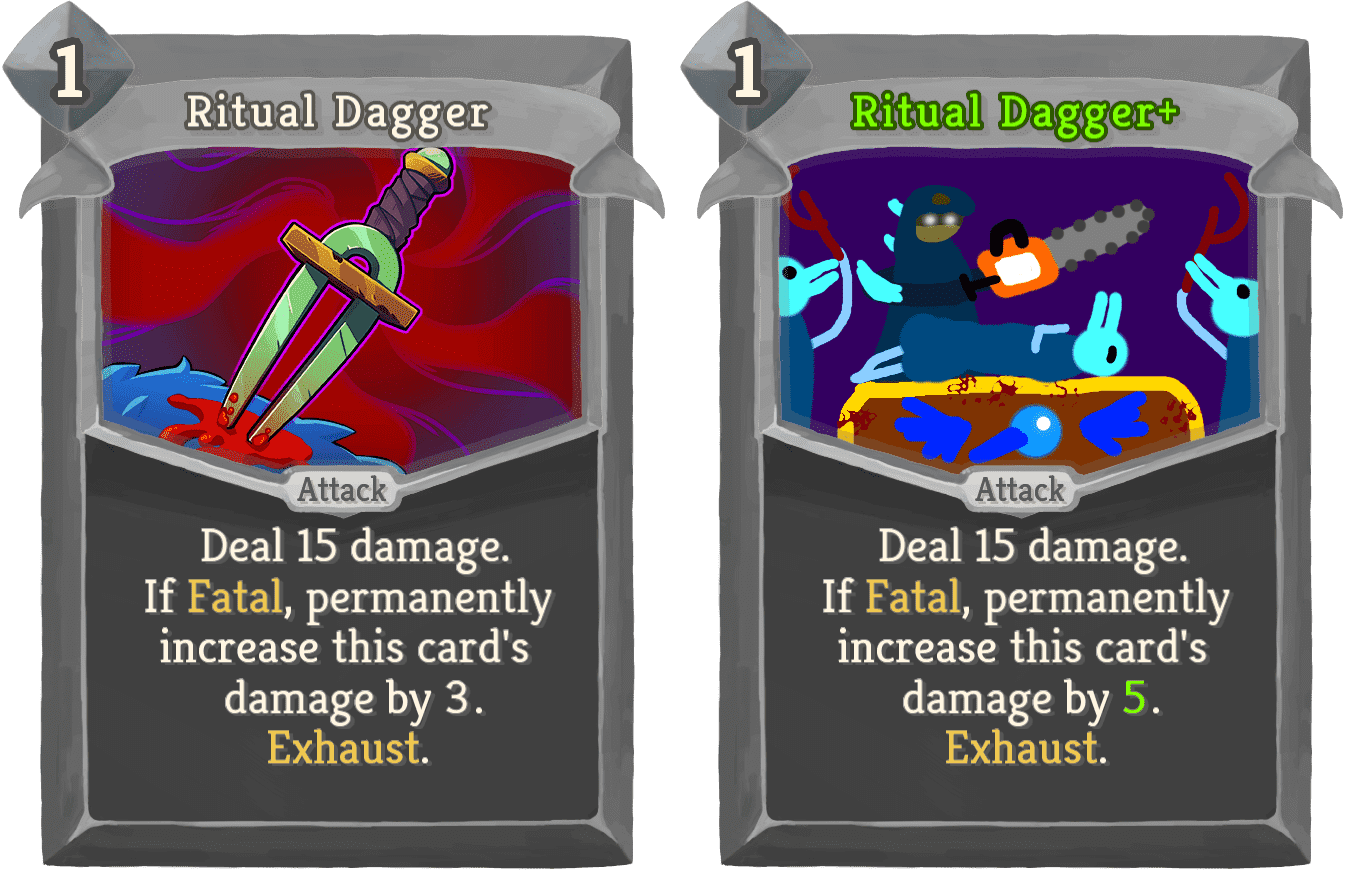 1
Ritual Dagger
Attack
Deal 15 damage.
If Fatal, permanently
increase this card's
damage by 3.
Exhaust.
1
Ritual Dagger+
Attack
Deal 15 damage.
If Fatal, permanently
increase this card's
damage by 5.
Exhaust.